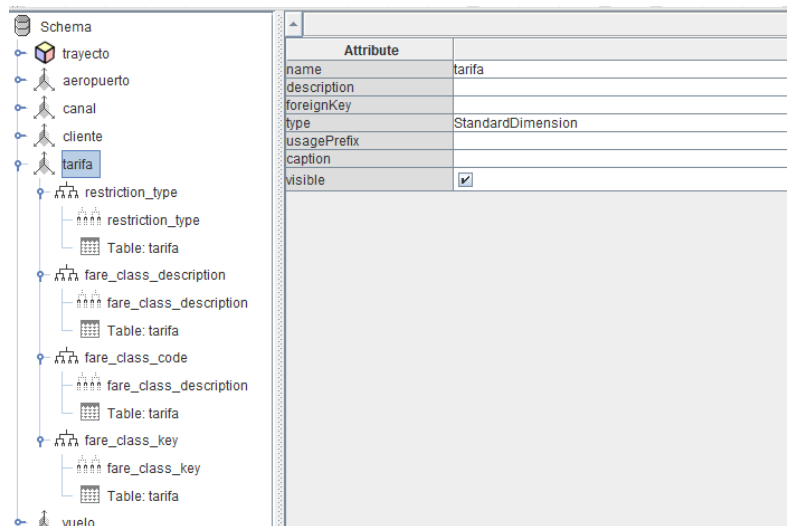 Schema
trayecto
aeropuerto
canal
cliente
tarifa
restriction_type
restriction_type
Table: tarifa
fare_class_description
fare_class_description
Table: tarifa
fare_class_code
fare_class_description
Table: tarifa
fare_class_key
fare_class_key
Table: tarifa
vuelo
Attribute
name tarifa
description
foreignKey
type StandardDimension
usagePrefix
caption
visible